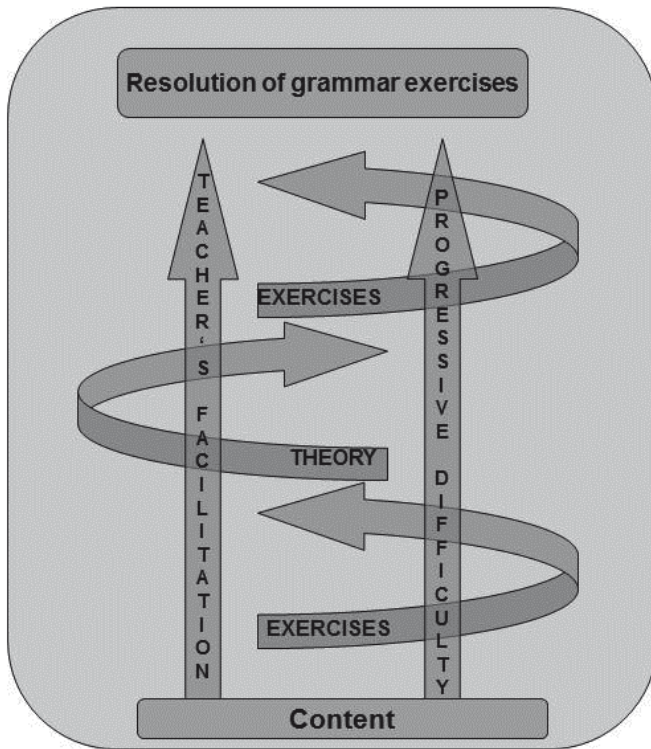 Resolution of grammar exercises
TEACHER'S FACILITATION
PROGRESSIVE DIFFICULTY
EXERCISES
THEORY
EXERCISES
Content